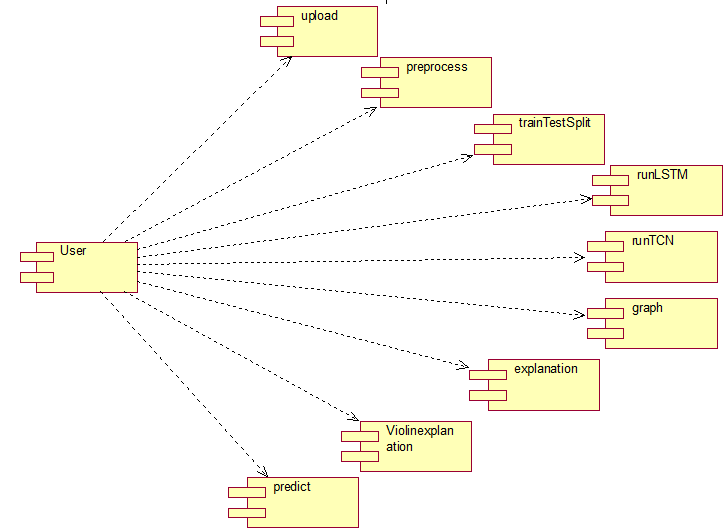 upload
preprocess
trainTestSplit
runLSTM
runTCN
User
graph
explanation
Violinexplan
ation
predict